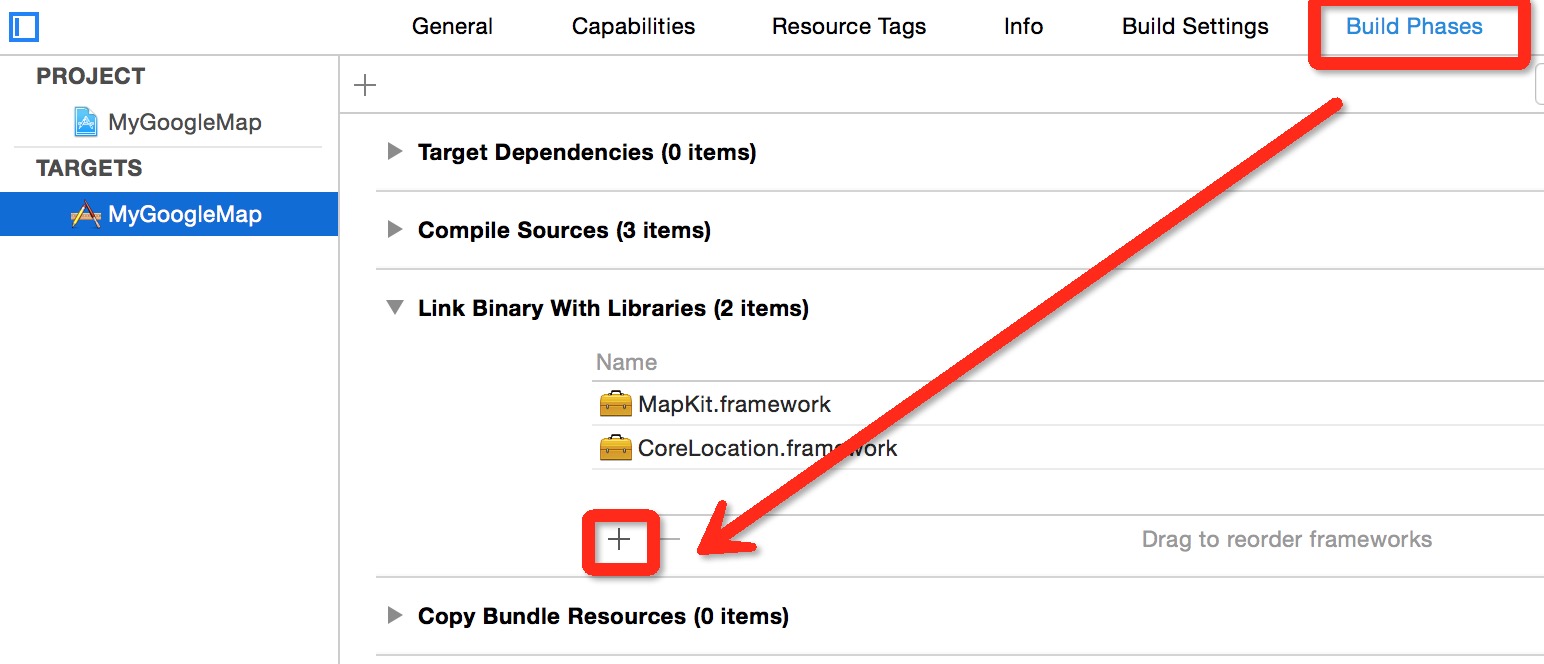 General Capabilities Resource Tags Info Build Settings Build Phases
PROJECT
MyGoogleMap
TARGETS
MyGoogleMap
Target Dependencies (0 items)
Compile Sources (3 items)
Link Binary With Libraries (2 items)
Name
MapKit.framework
CoreLocation.framework
Drag to reorder frameworks
Copy Bundle Resources (0 items)